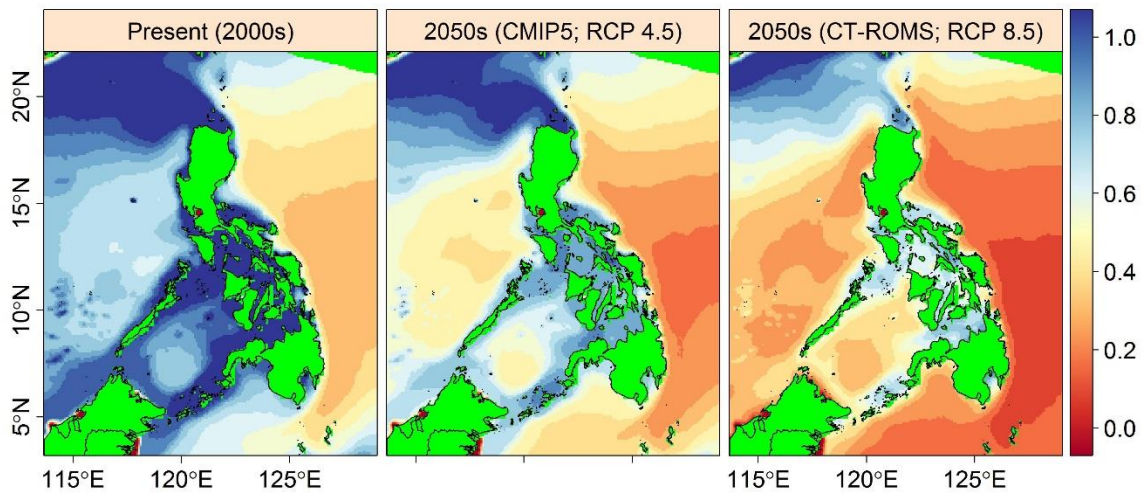 Present (2000s)
2050s (CMIP5; RCP 4.5)
2050s (CT-ROMS; RCP 8.5)
20°N
15°N
10°N
5°N
1.0
0.8
0.6
0.4
0.2
0.0
115°E 120°E 125°E
115°E 120°E 125°E